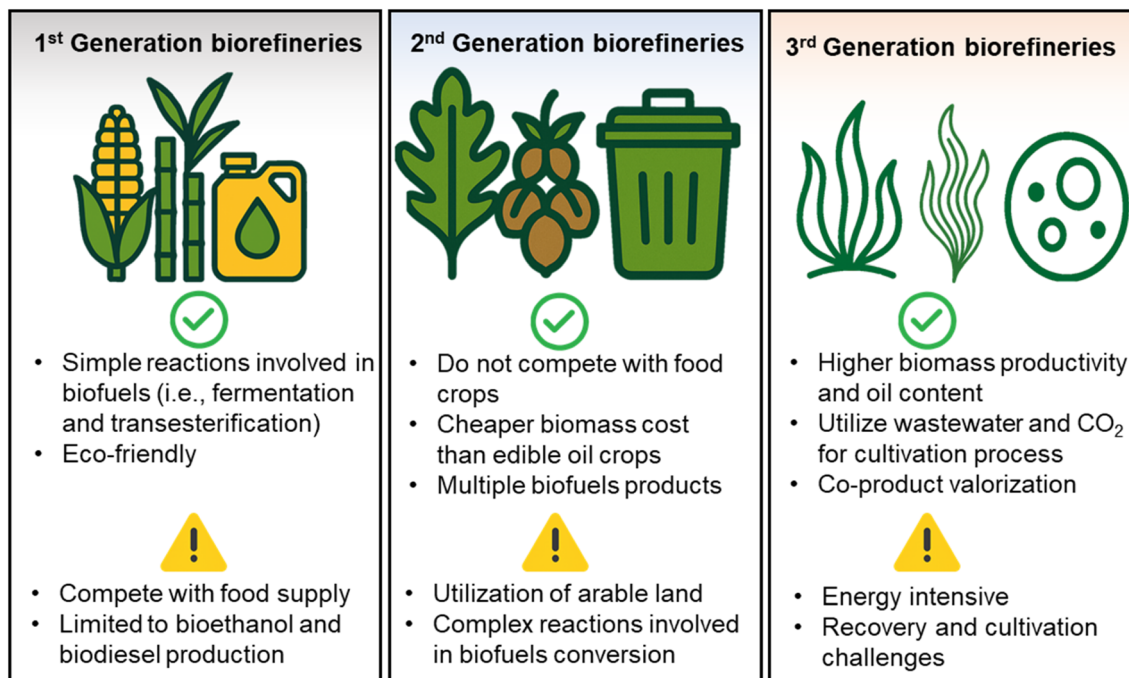 1st Generation biorefineries
• Simple reactions involved in
biofuels (i.e., fermentation
and transesterification)
• Eco-friendly
• Compete with food supply
• Limited to bioethanol and
biodiesel production
2nd Generation biorefineries
• Do not compete with food
crops
• Cheaper biomass cost
than edible oil crops
• Multiple biofuels products
• Utilization of arable land
• Complex reactions involved
in biofuels conversion
3rd Generation biorefineries
• Higher biomass productivity
and oil content
• Utilize wastewater and CO₂
for cultivation process
• Co-product valorization
• Energy intensive
• Recovery and cultivation
challenges